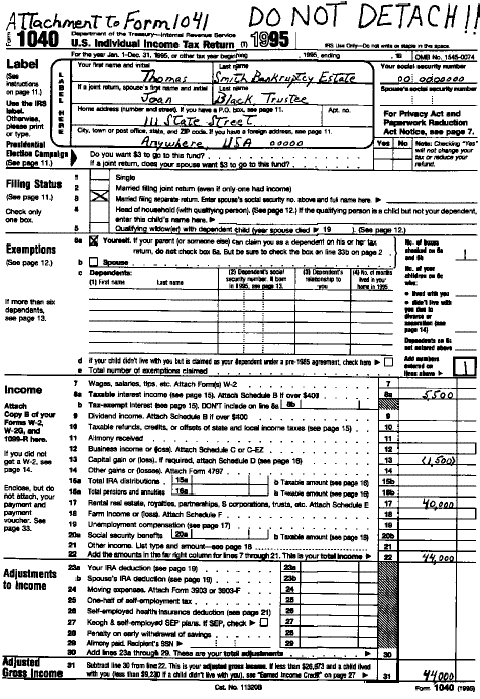 Attachment to Form 1041 DO NOT DETACH!!
Form 1040 Department of the Treasury—Internal Revenue Service
U.S. Individual Income Tax Return (T) 1995 IRS Use Only—Do not write or staple in this space.
For the year Jan. 1-Dec. 31, 1995, or other tax year beginning , 1995, ending , 19 OMB No. 1545-0074
Label
(See instructions on page 11.)
Use the IRS label. Otherwise, please print or type.
LABEL HERE
Your first name and initial Last name Your social security number
Thomas Smith Bankruptcy Estate 00 0000000
If a joint return, spouse's first name and initial Last name Spouse's social security number
Joan Black Trustee
Home address (number and street). If you have a P.O. box, see page 11. Apt. no.
111 State Street
City, town or post office, state, and ZIP code. If you have a foreign address, see page 11.
Anywhere, USA 00000
For Privacy Act and Paperwork Reduction Act Notice, see page 7.
Presidential Election Campaign (See page 11.)
Yes No Note: Checking "Yes" will not change your tax or reduce your refund.
Do you want $3 to go to this fund?
If a joint return, does your spouse want $3 to go to this fund?
Filing Status
(See page 11.)
Check only one box.
1 Single
2 Married filing joint return (even if only one had income)
3 Married filing separate return. Enter spouse's social security no. above and full name here.
4 Head of household (with qualifying person). (See page 12.) If the qualifying person is a child but not your dependent, enter this child's name here.
5 Qualifying widow(er) with dependent child (year spouse died 19 ). (See page 12.)
Exemptions
(See page 12.)
6a Yourself. If your parent (or someone else) can claim you as a dependent on his or her tax return, do not check box 6a. But be sure to check the box on line 33b on page 2
b Spouse
No. of boxes checked on 6a and 6b 1
c Dependents:
(1) First name Last name
(2) Dependent's social security number. If born in 1995, see page 13.
(3) Dependent's relationship to you
(4) No. of months lived in your home in 1995
No. of your children on 6c who:
lived with you
didn't live with you due to divorce or separation (see page 14)
Dependents on 6c not entered above
If more than six dependents, see page 13.
d If your child didn't live with you but is claimed as your dependent under a pre-1985 agreement, check here
e Total number of exemptions claimed
Add numbers entered on lines above 1
Income
Attach Copy B of your Forms W-2, W-2G, and 1099-R here.
If you did not get a W-2, see page 14.
Enclose, but do not attach, your payment and payment voucher. See page 33.
7 Wages, salaries, tips, etc. Attach Form(s) W-2 7
8a Taxable interest income (see page 15). Attach Schedule B if over $400 8a 5500
b Tax-exempt interest (see page 15). DON'T include on line 8a 8b
9 Dividend income. Attach Schedule B if over $400 9
10 Taxable refunds, credits, or offsets of state and local income taxes (see page 15) 10
11 Alimony received 11
12 Business income or (loss). Attach Schedule C or C-EZ 12
13 Capital gain or (loss). If required, attach Schedule D (see page 16) 13 (1,500)
14 Other gains or (losses). Attach Form 4797 14
15a Total IRA distributions 15a b Taxable amount (see page 16) 15b
16a Total pensions and annuities 16a b Taxable amount (see page 16) 16b
17 Rental real estate, royalties, partnerships, S corporations, trusts, etc. Attach Schedule E 17 40,000
18 Farm income or (loss). Attach Schedule F 18
19 Unemployment compensation (see page 17) 19
20a Social security benefits 20a b Taxable amount (see page 18) 20b
21 Other income. List type and amount—see page 18 21
22 Add the amounts in the far right column for lines 7 through 21. This is your total income 22 44,000
Adjustments to Income
23a Your IRA deduction (see page 19) 23a
b Spouse's IRA deduction (see page 19) 23b
24 Moving expenses. Attach Form 3903 or 3903-F 24
25 One-half of self-employment tax 25
26 Self-employed health insurance deduction (see page 21) 26
27 Keogh & self-employed SEP plans. If SEP, check 27
28 Penalty on early withdrawal of savings 28
29 Alimony paid. Recipient's SSN 29
30 Add lines 23a through 29. These are your total adjustments 30
Adjusted Gross Income
31 Subtract line 30 from line 22. This is your adjusted gross income. If less than $26,673 and a child lived with you (less than $9,230 if a child didn't live with you), see "Earned Income Credit" on page 27 31 44000
Cat. No. 11320B Form 1040 (1995)